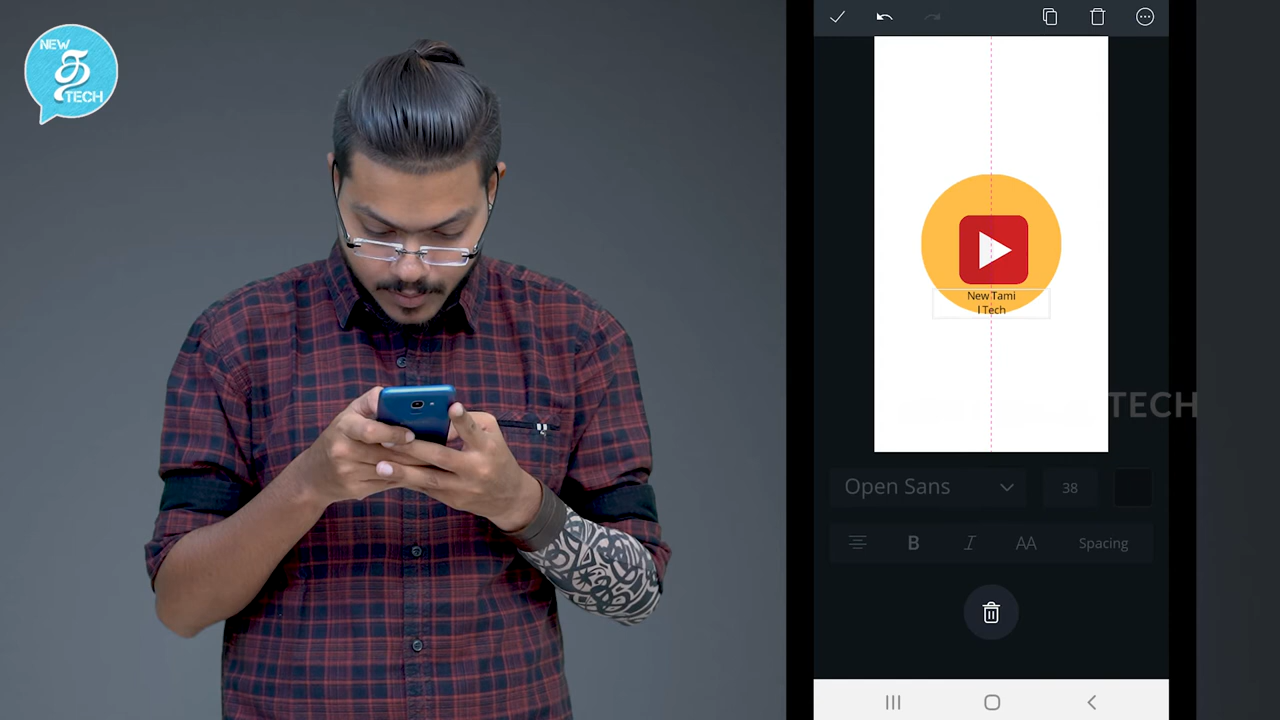 NEW
த
TECH
New Tami
l Tech
TECH
Open Sans
38
B
I
AA
Spacing